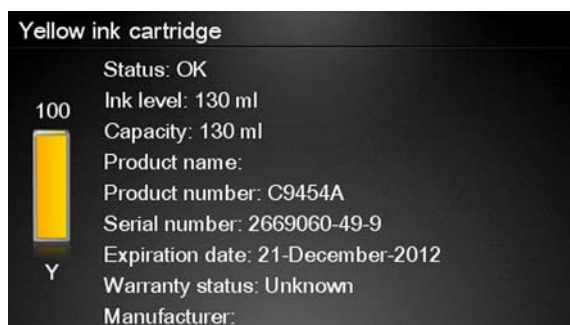 Yellow ink cartridge
Status: OK
100
Ink level: 130 ml
Capacity: 130 ml
Product name:
Product number: C9454A
Serial number: 2669060-49-9
Expiration date: 21-December-2012
Y
Warranty status: Unknown
Manufacturer: